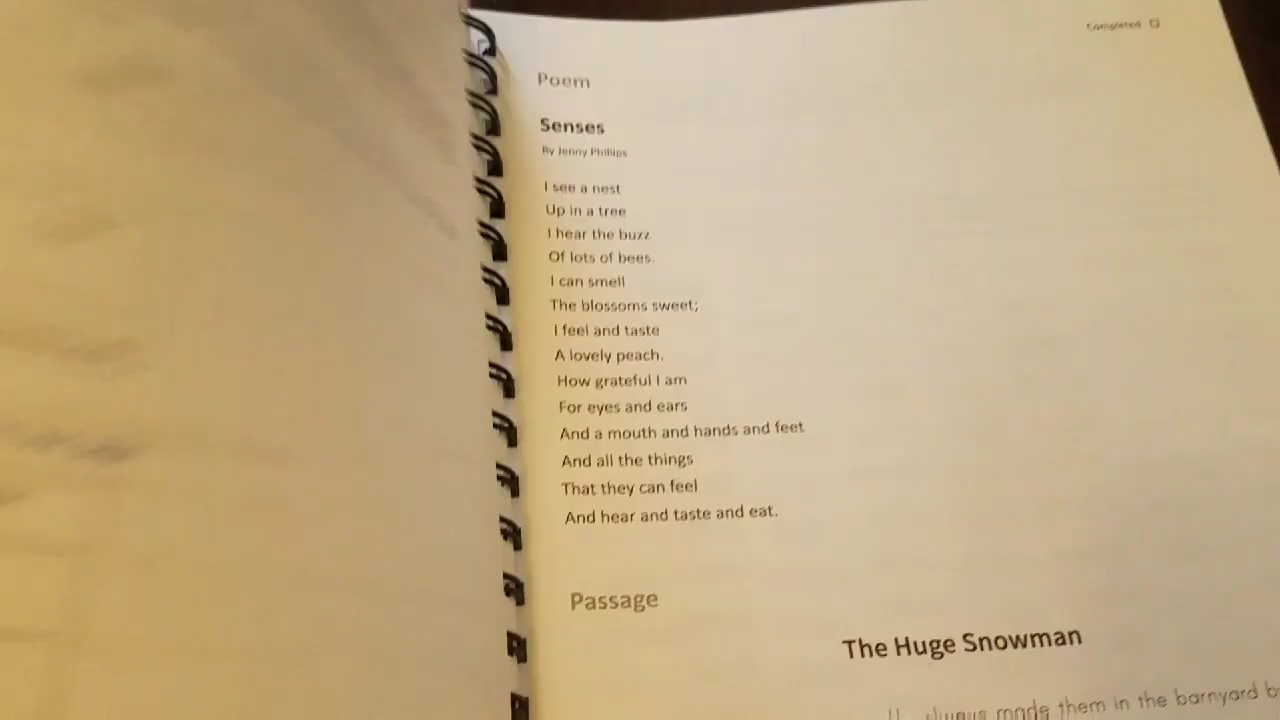 Completed
Poem
Senses
By Jenny Phillips
I see a nest
Up in a tree
I hear the buzz
Of lots of bees.
I can smell
The blossoms sweet;
I feel and taste
A lovely peach.
How grateful I am
For eyes and ears
And a mouth and hands and feet
And all the things
That they can feel
And hear and taste and eat.
Passage
The Huge Snowman
always made them in the barnyard